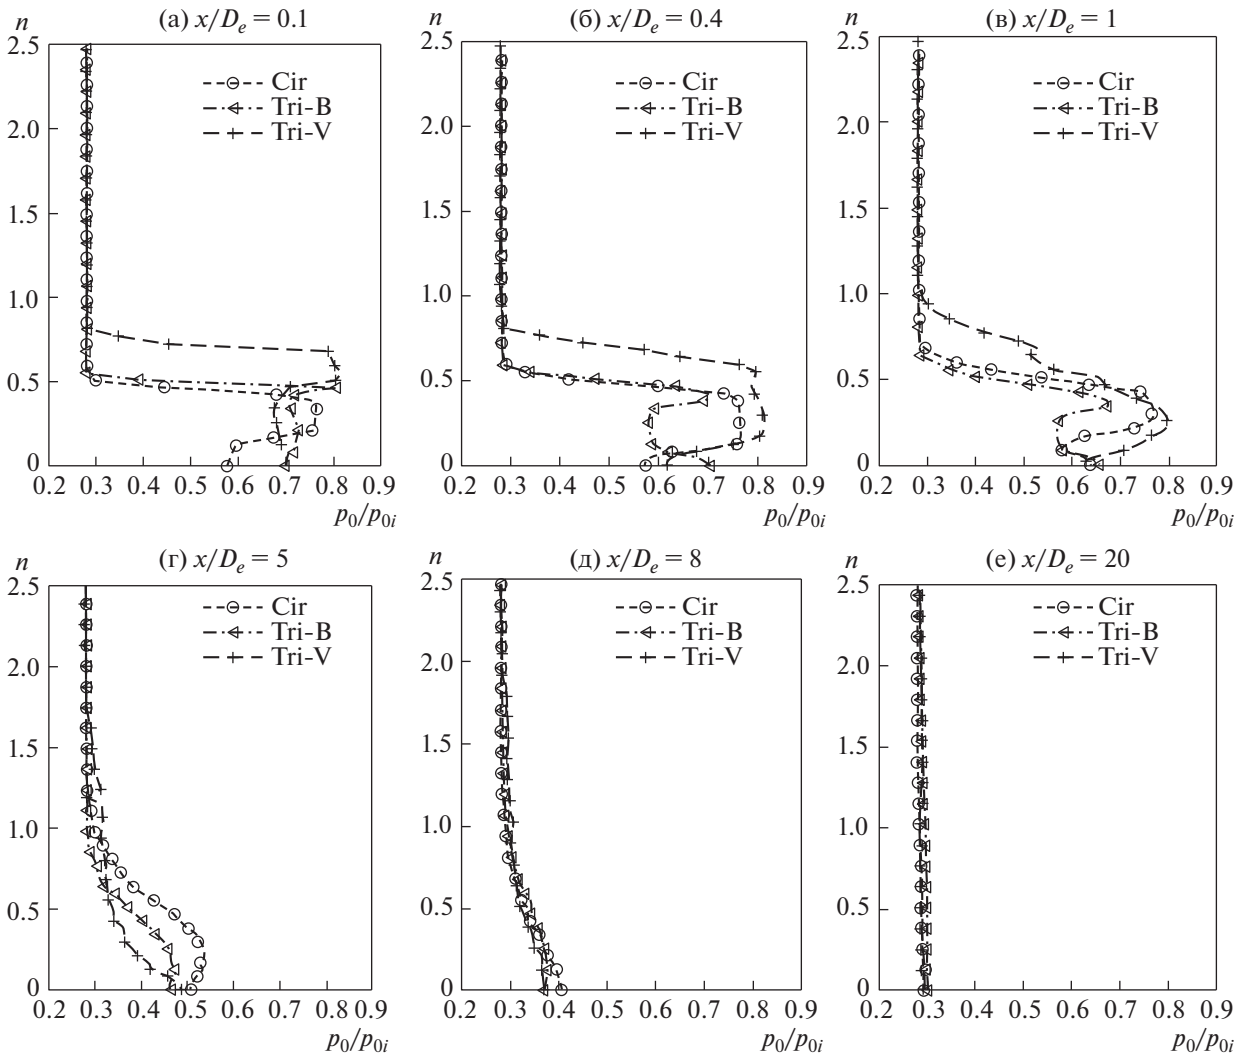 (а) x/Dₑ = 0.1
n
2.5
2.0
1.5
1.0
0.5
0
0.2 0.3 0.4 0.5 0.6 0.7 0.8 0.9
p₀/p₀ᵢ
Cir
Tri-B
Tri-V
(б) x/Dₑ = 0.4
n
2.5
2.0
1.5
1.0
0.5
0
0.2 0.3 0.4 0.5 0.6 0.7 0.8 0.9
p₀/p₀ᵢ
Cir
Tri-B
Tri-V
(в) x/Dₑ = 1
n
2.5
2.0
1.5
1.0
0.5
0
0.2 0.3 0.4 0.5 0.6 0.7 0.8 0.9
p₀/p₀ᵢ
Cir
Tri-B
Tri-V
(г) x/Dₑ = 5
n
2.5
2.0
1.5
1.0
0.5
0
0.2 0.3 0.4 0.5 0.6 0.7 0.8 0.9
p₀/p₀ᵢ
Cir
Tri-B
Tri-V
(д) x/Dₑ = 8
n
2.5
2.0
1.5
1.0
0.5
0
0.2 0.3 0.4 0.5 0.6 0.7 0.8 0.9
p₀/p₀ᵢ
Cir
Tri-B
Tri-V
(е) x/Dₑ = 20
n
2.5
2.0
1.5
1.0
0.5
0
0.2 0.3 0.4 0.5 0.6 0.7 0.8 0.9
p₀/p₀ᵢ
Cir
Tri-B
Tri-V